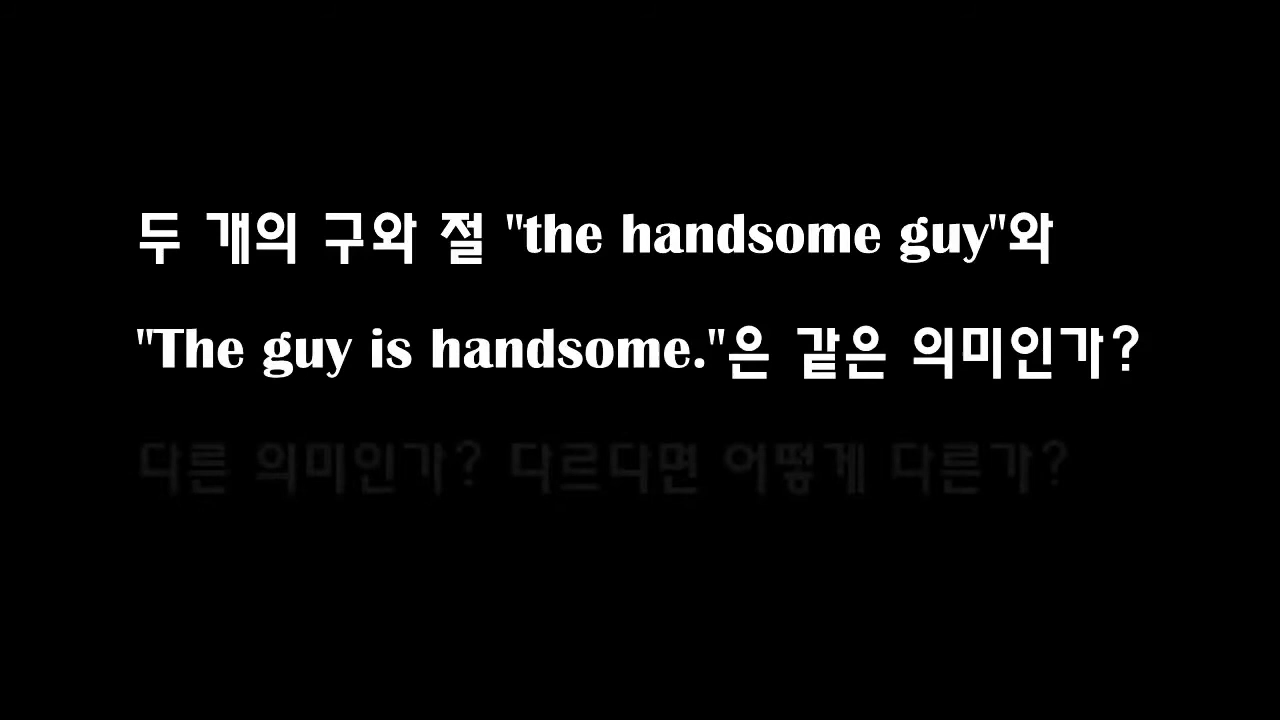 두 개의 구와 절 "the handsome guy"와
"The guy is handsome."은 같은 의미인가?
다른 의미인가? 다르다면 어떻게 다른가?